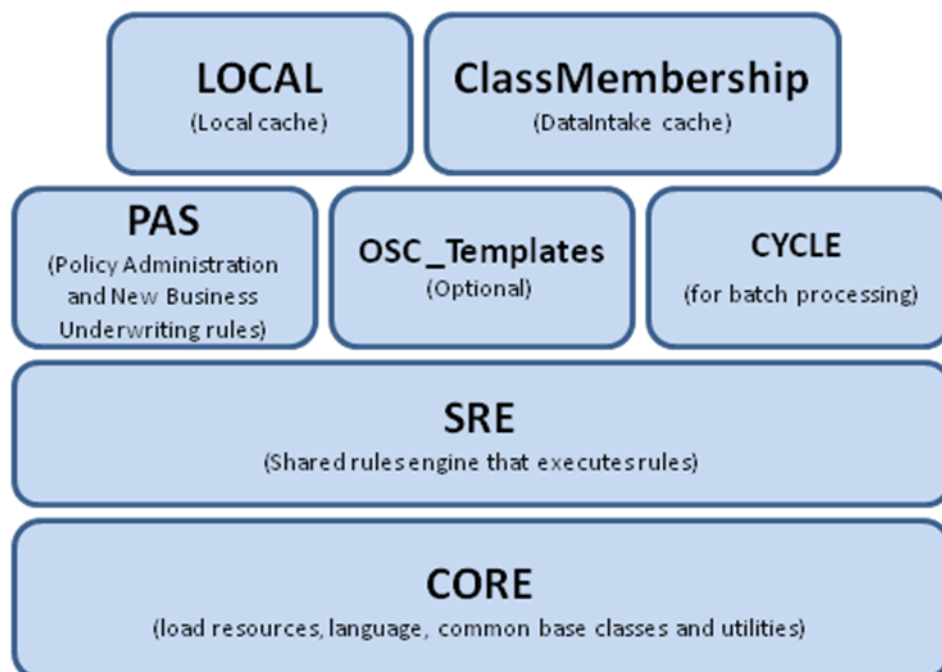 LOCAL
(Local cache)
ClassMembership
(DataIntake cache)
PAS
(Policy Administration
and New Business
Underwriting rules)
OSC_Templates
(Optional)
CYCLE
(for batch processing)
SRE
(Shared rules engine that executes rules)
CORE
(load resources, language, common base classes and utilities)